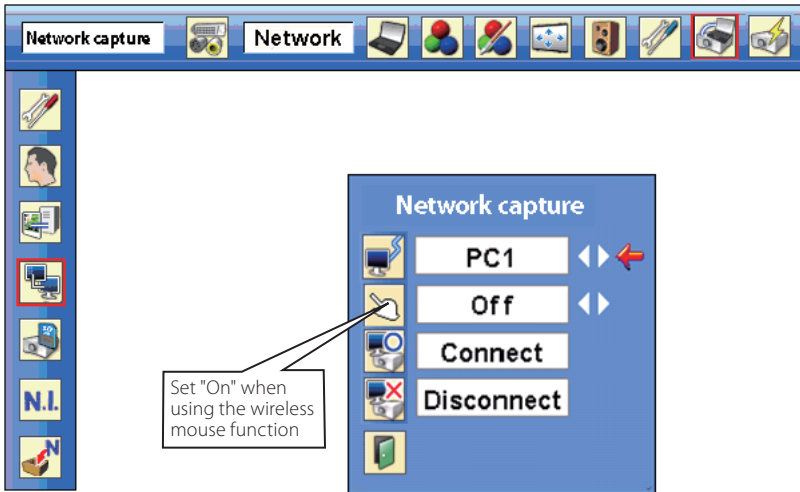 Network capture
Network
Network capture
PC1
Off
Connect
Set "On" when
using the wireless
mouse function
Disconnect
N.I.
N